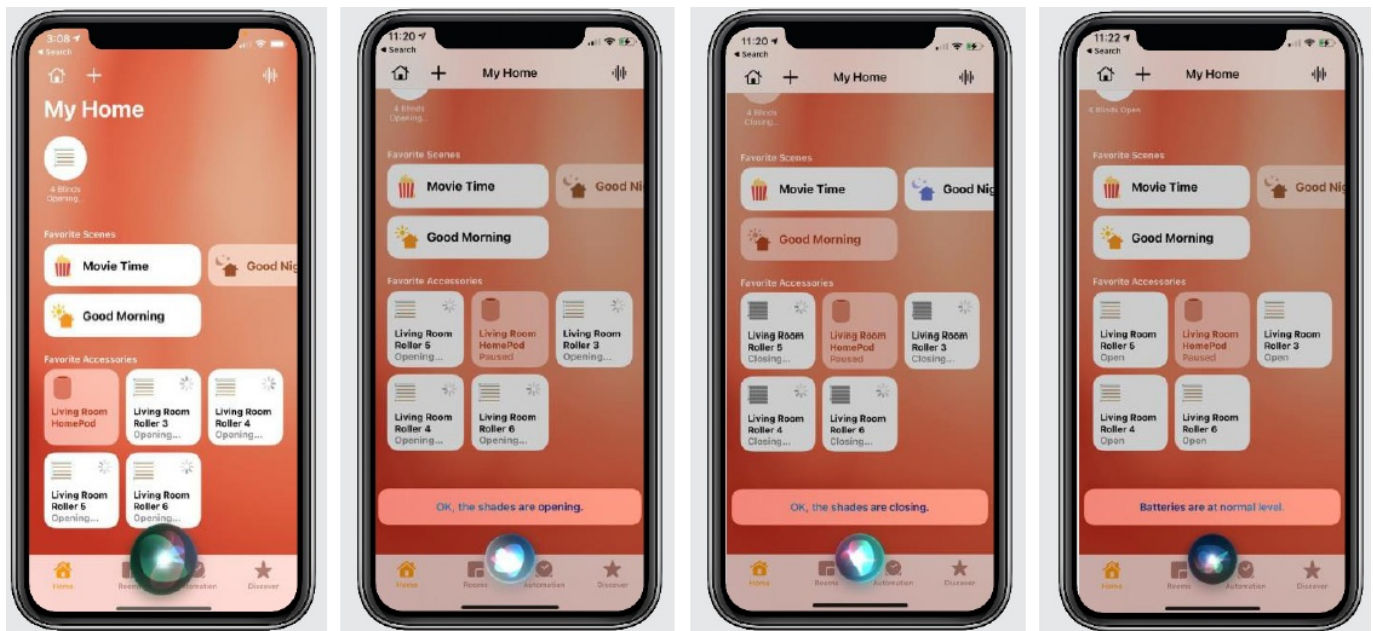 3:08
Search
My Home
4 Blinds
Opening...
Favorite Scenes
Movie Time
Good Nig
Good Morning
Favorite Accessories
Living Room
HomePod
Living Room
Roller 3
Opening...
Living Room
Roller 4
Opening...
Living Room
Roller 5
Opening...
Living Room
Roller 6
Opening...
Home
Automation
Discover
11:20
Search
My Home
4 Blinds
Opening...
Favorite Scenes
Movie Time
Good Ni
Good Morning
Favorite Accessories
Living Room
Roller 5
Opening...
Living Room
HomePod
Paused
Living Room
Roller 3
Opening...
Living Room
Roller 4
Opening...
Living Room
Roller 6
Opening...
OK, the shades are opening.
Home
Rooms
Automation
Discover
11:20
Search
My Home
4 Blinds
Closing...
Favorite Scenes
Movie Time
Good Nig
Good Morning
Favorite Accessories
Living Room
Roller 5
Closing...
Living Room
HomePod
Paused
Living Room
Roller 3
Closing...
Living Room
Roller 4
Closing...
Living Room
Roller 6
Closing...
OK, the shades are closing.
Home
Rooms
Automation
Discover
11:22
Search
My Home
4 Blinds Open
Favorite Scenes
Movie Time
Good Ni
Good Morning
Favorite Accessories
Living Room
Roller 5
Open
Living Room
HomePod
Paused
Living Room
Roller 3
Open
Living Room
Roller 4
Open
Living Room
Roller 6
Open
Batteries are at normal level.
Home
Rooms
Automation
Discover